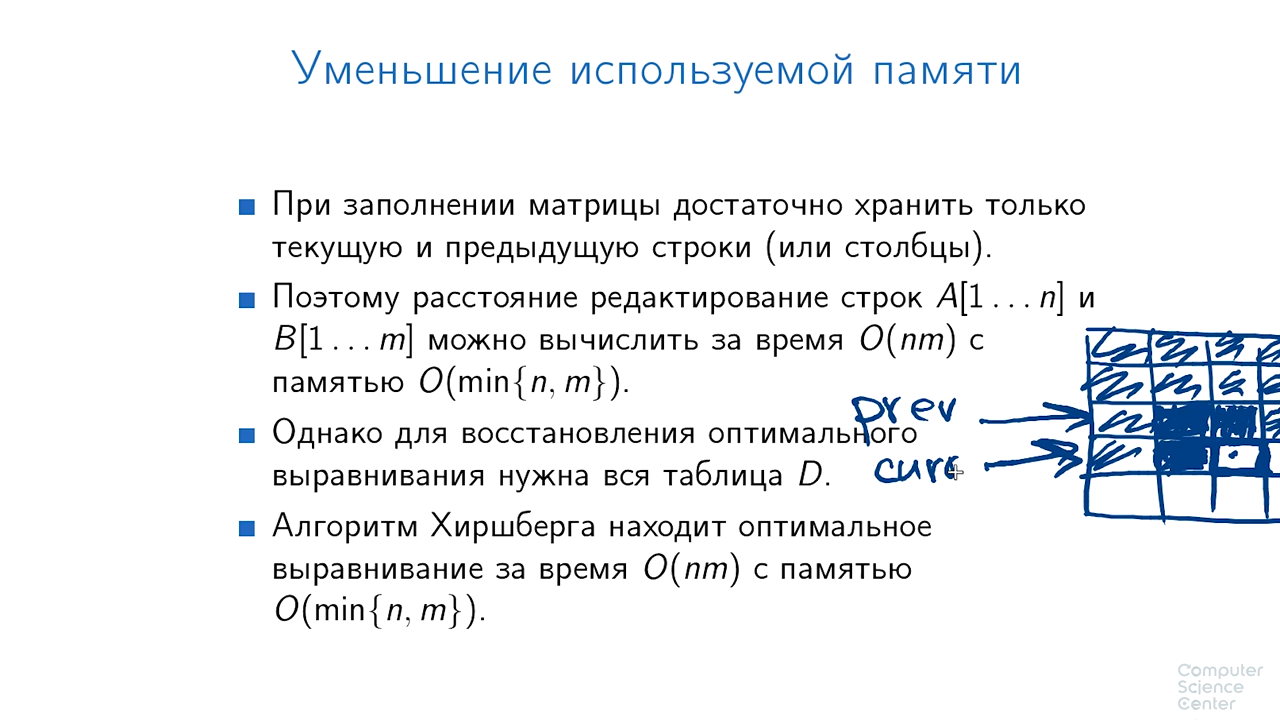 Уменьшение используемой памяти
При заполнении матрицы достаточно хранить только
текущую и предыдущую строки (или столбцы).
Поэтому расстояние редактирование строк A[1 . . . n] и
B[1 . . . m] можно вычислить за время O(nm) с
памятью O(min{n, m}).
prev
Однако для восстановления оптимального
выравнивания нужна вся таблица D.
curr
Алгоритм Хиршберга находит оптимальное
выравнивание за время O(nm) с памятью
O(min{n, m}).
Computer
Science
Center